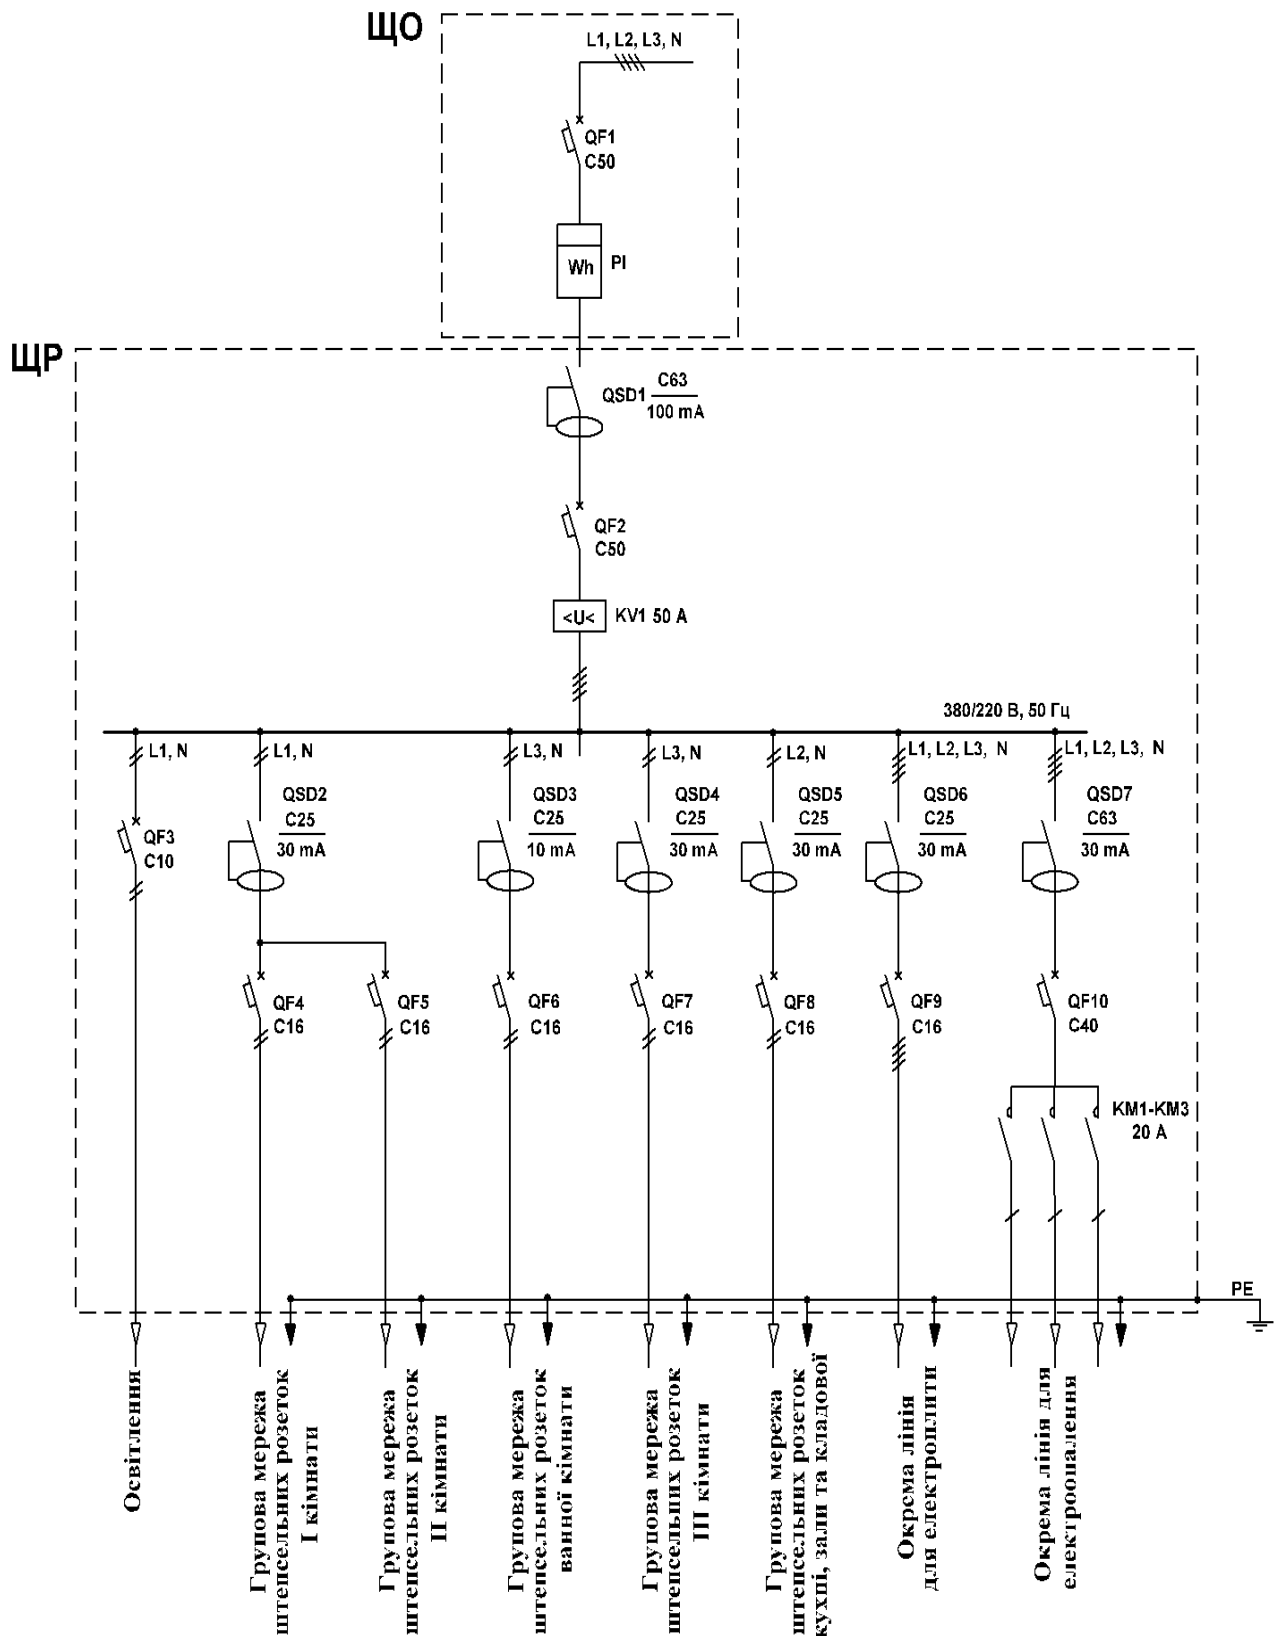 ЩО
L1, L2, L3, N
QF1
C50
Wh
PI
ЩР
QSD1
C63
100 mA
QF2
C50
<U<
KV1 50 A
380/220 В, 50 Гц
L1, N
L1, N
L3, N
L3, N
L2, N
L1, L2, L3, N
L1, L2, L3, N
QF3
C10
QSD2
C25
30 mA
QSD3
C25
10 mA
QSD4
C25
30 mA
QSD5
C25
30 mA
QSD6
C25
30 mA
QSD7
C63
30 mA
QF4
C16
QF5
C16
QF6
C16
QF7
C16
QF8
C16
QF9
C16
QF10
C40
KM1-KM3
20 A
PE
Освітлення
Групова мережа
штепсельних розеток
I кімнати
Групова мережа
штепсельних розеток
II кімнати
Групова мережа
штепсельних розеток
ванної кімнати
Групова мережа
штепсельних розеток
III кімнати
Групова мережа
штепсельних розеток
кухні, зали та кладової
Окрема лінія
для електроплити
Окрема лінія для
електроопалення